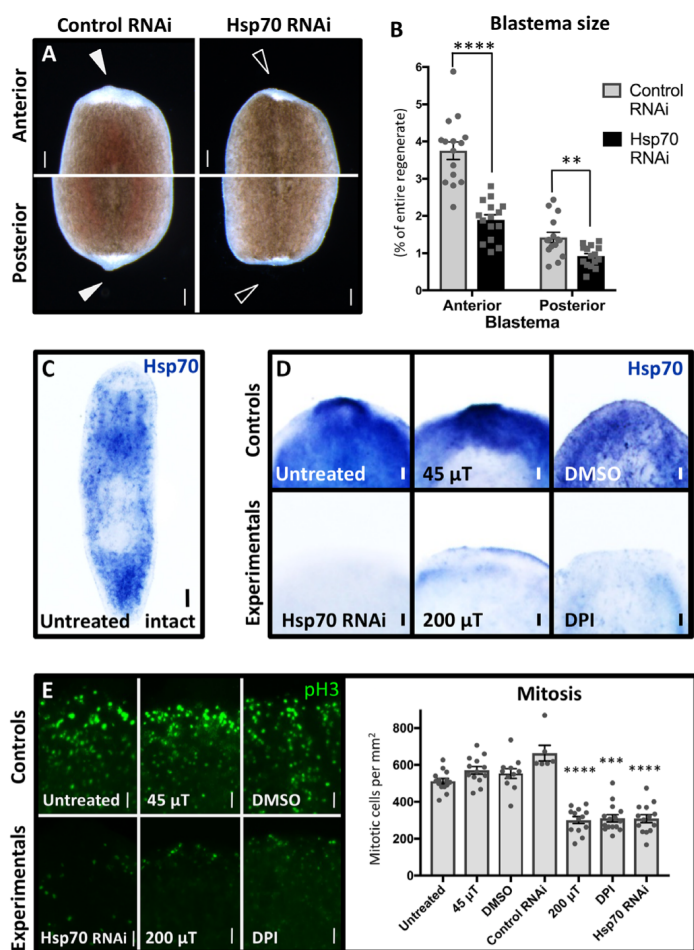 Control RNAi
Hsp70 RNAi
A
Anterior
Posterior
B
Blastema size
(% of entire regenerate)
6
5
4
3
2
1
0
****
**
Control
RNAi
Hsp70
RNAi
Anterior
Posterior
Blastema
C
Hsp70
Untreated intact
D
Hsp70
Controls
Untreated
45 µT
DMSO
Experimentals
Hsp70 RNAi
200 µT
DPI
E
pH3
Controls
Untreated
45 µT
DMSO
Experimentals
Hsp70 RNAi
200 µT
DPI
Mitosis
Mitotic cells per mm2
800
600
400
200
0
****
***
****
Untreated
45 µT
DMSO
Control RNAi
200 µT
DPI
Hsp70 RNAi